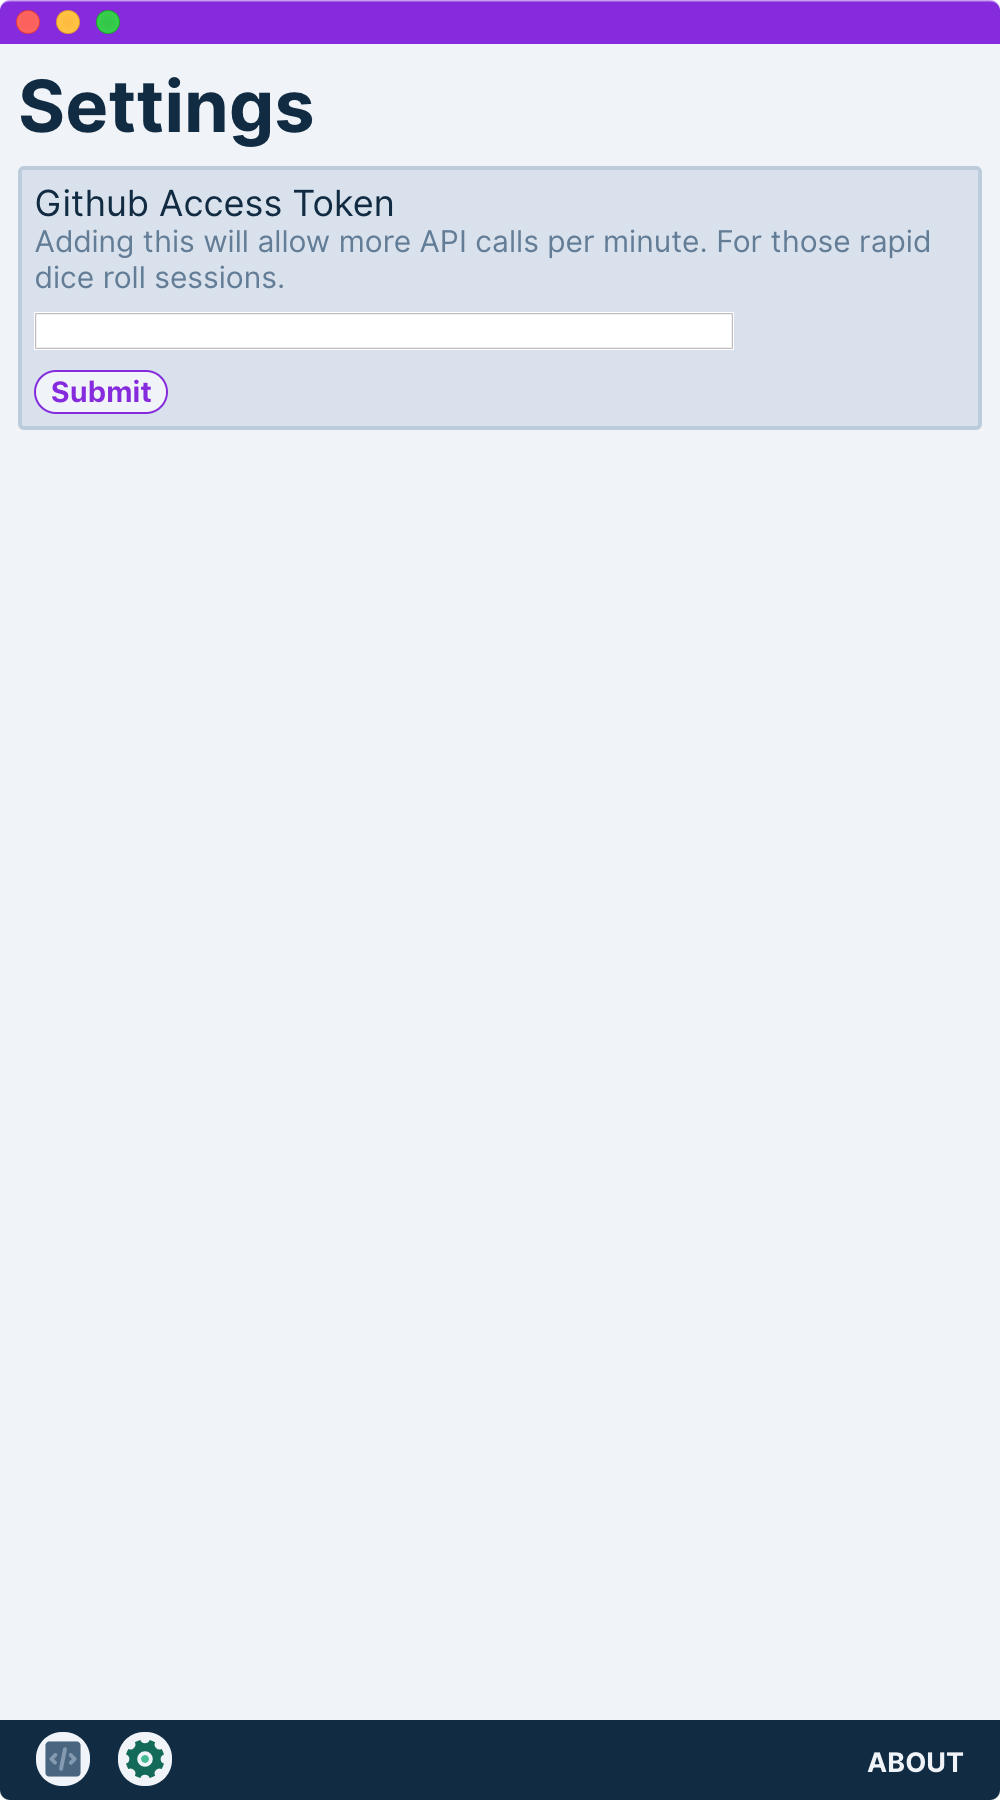 Settings
Github Access Token
Adding this will allow more API calls per minute. For those rapid
dice roll sessions.
Submit
ABOUT